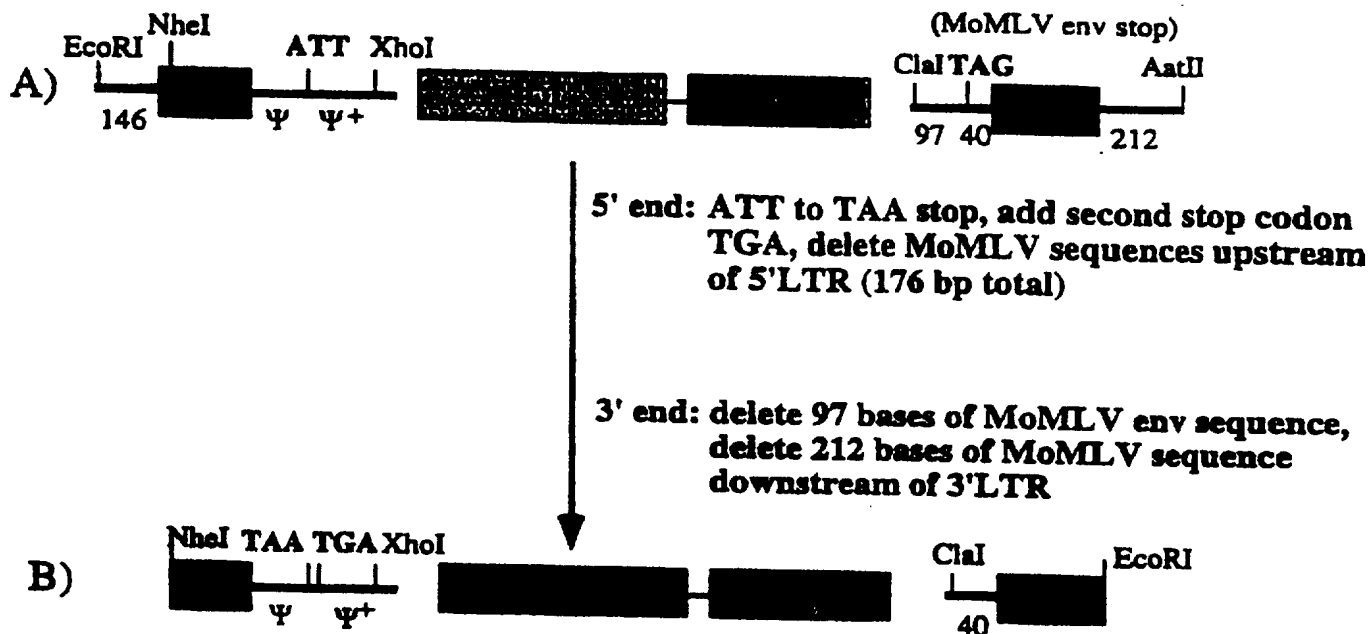 (MoMLV env stop)
NheI
EcoRI ATT XhoI ClaI TAG AatII
A)
146 Ψ Ψ+ 97 40 212
5' end: ATT to TAA stop, add second stop codon
TGA, delete MoMLV sequences upstream
of 5'LTR (176 bp total)
3' end: delete 97 bases of MoMLV env sequence,
delete 212 bases of MoMLV sequence
downstream of 3'LTR
NheI TAA TGA XhoI ClaI EcoRI
B)
Ψ Ψ+ 40